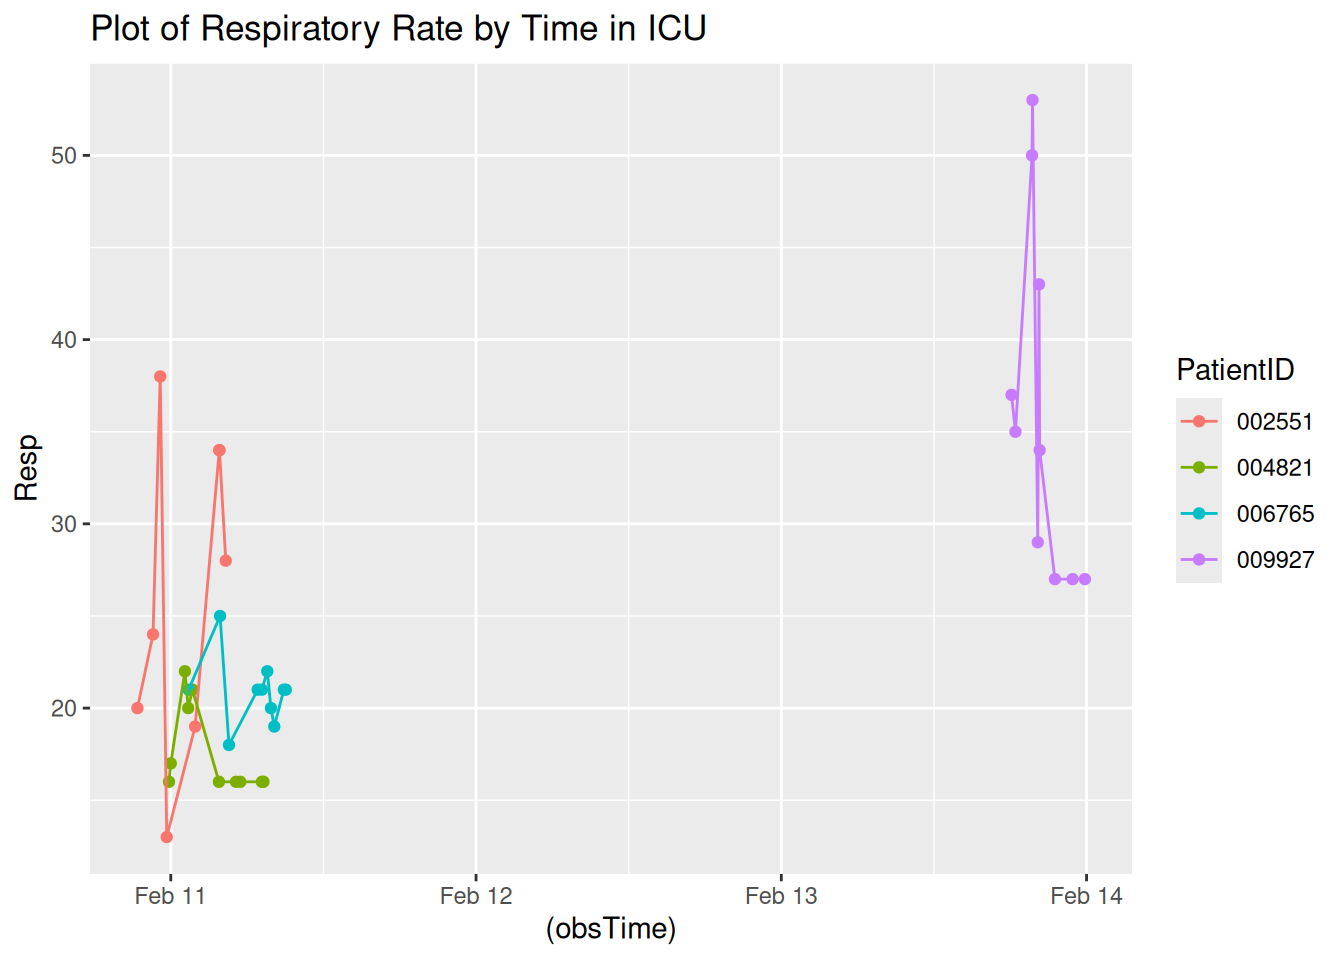 Plot of Respiratory Rate by Time in ICU
50
40
30
20
Resp
Feb 11 Feb 12 Feb 13 Feb 14
(obsTime)
PatientID
002551
004821
006765
009927